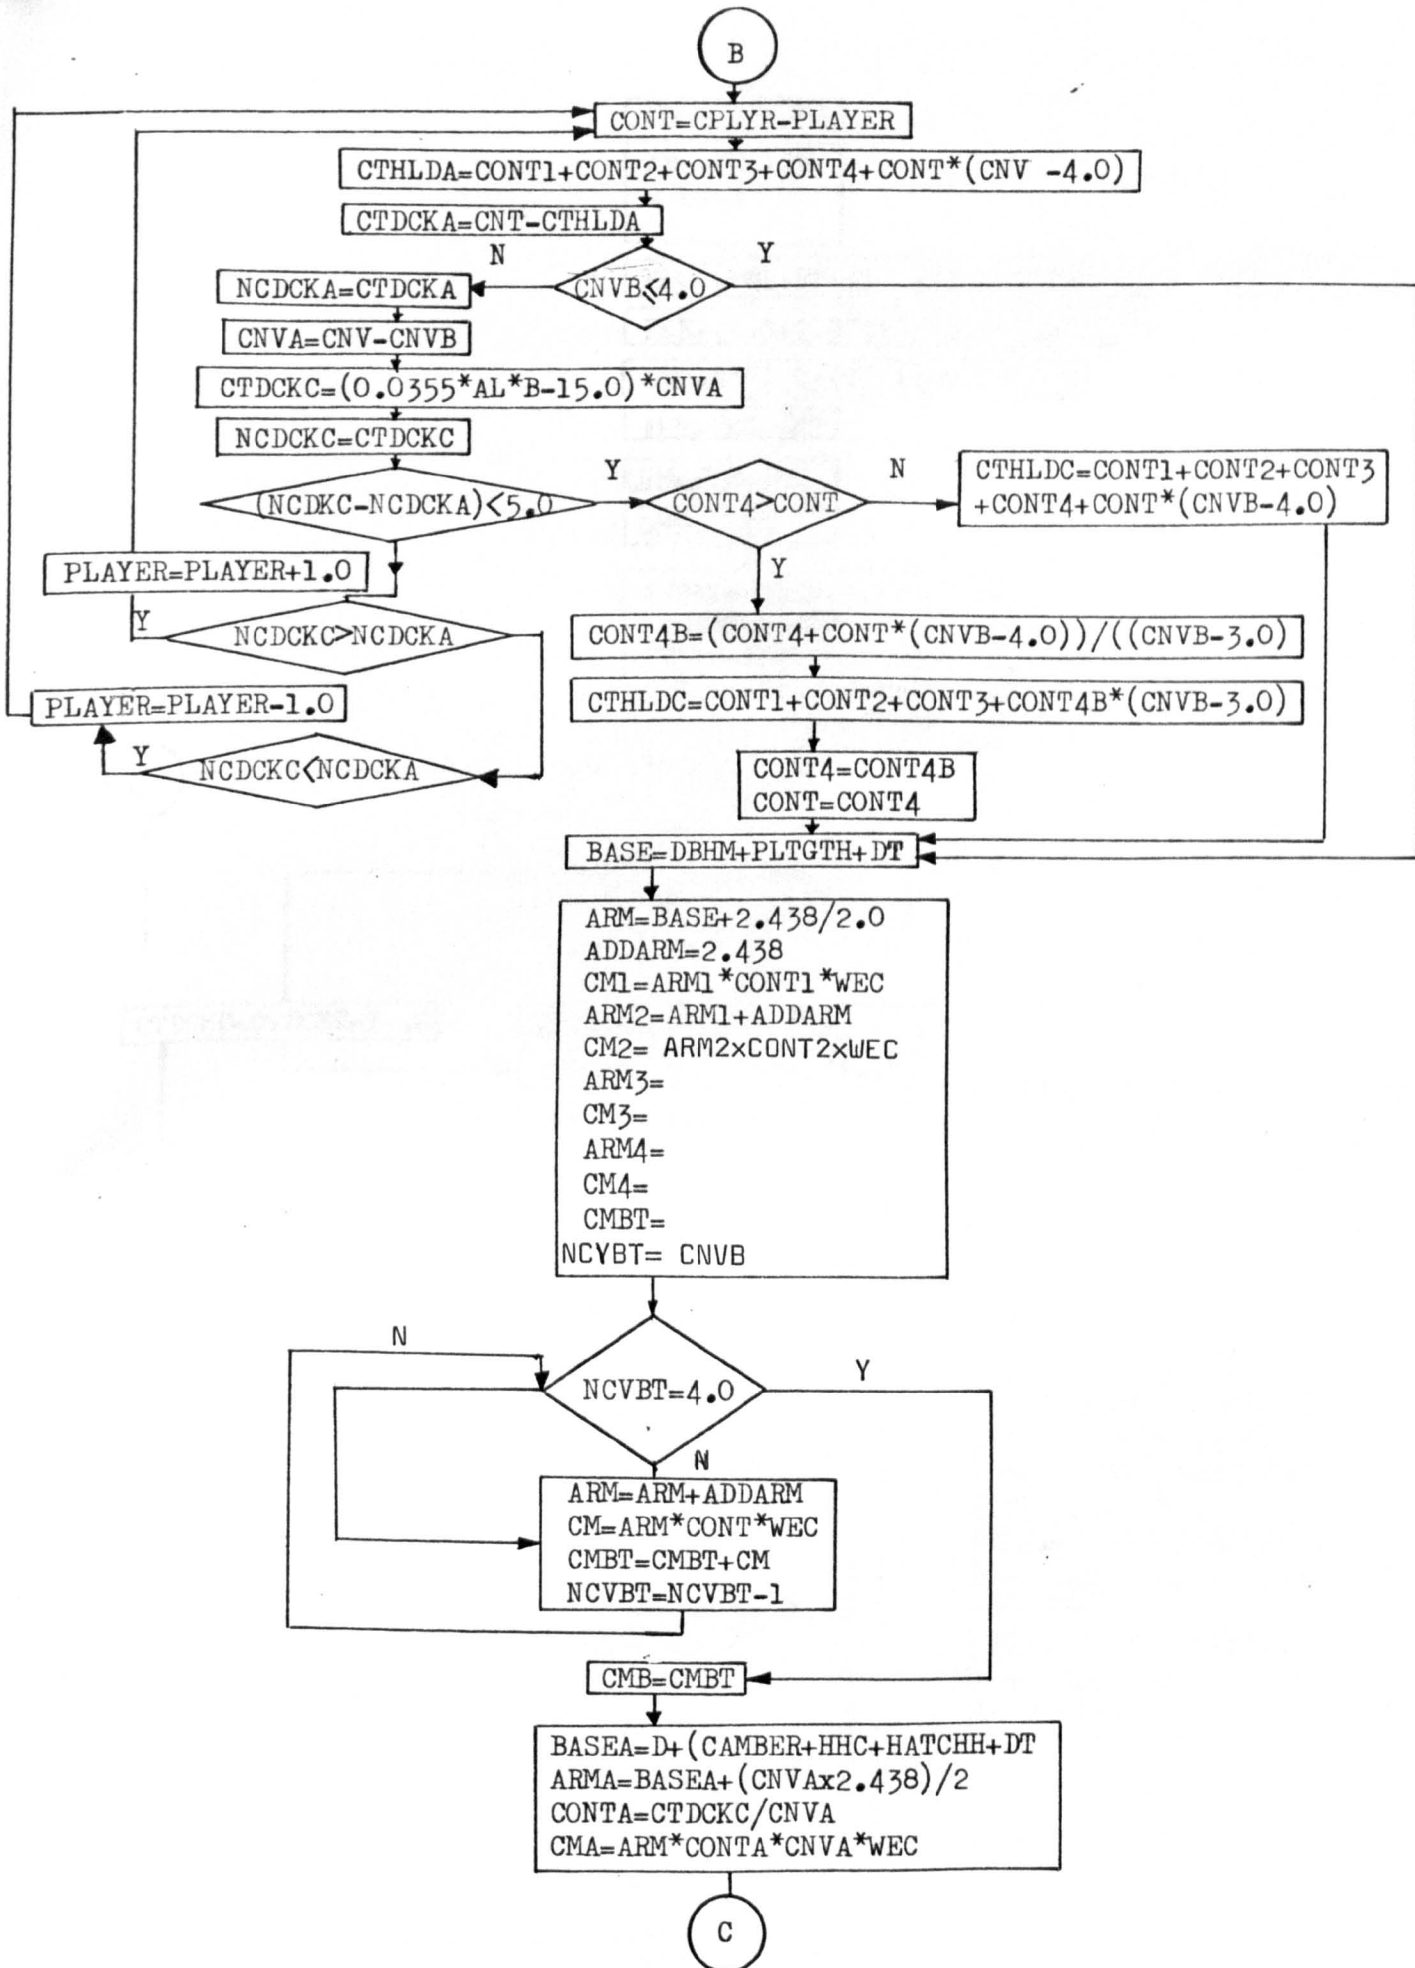 B
CONT=CPLYR-PLAYER
CTHLDA=CONT1+CONT2+CONT3+CONT4+CONT*(CNV -4.0)
CTDCKA=CNT-CTHLDA
N
Y
CNVB≤4.0
NCDCKA=CTDCKA
CNVA=CNV-CNVB
CTDCKC=(0.0355*AL*B-15.0)*CNVA
NCDCKC=CTDCKC
(NCDKC-NCDCKA)<5.0
Y
CONT4>CONT
N
CTHLDC=CONT1+CONT2+CONT3
+CONT4+CONT*(CNVB-4.0)
PLAYER=PLAYER+1.0
Y
Y
NCDCKC>NCDCKA
CONT4B=(CONT4+CONT*(CNVB-4.0))/((CNVB-3.0)
PLAYER=PLAYER-1.0
CTHLDC=CONT1+CONT2+CONT3+CONT4B*(CNVB-3.0)
Y
NCDCKC<NCDCKA
CONT4=CONT4B
CONT=CONT4
BASE=DBHM+PLTGTH+DT
ARM=BASE+2.438/2.0
ADDARM=2.438
CM1=ARM1*CONT1*WEC
ARM2=ARM1+ADDARM
CM2= ARM2xCONT2xWEC
ARM3=
CM3=
ARM4=
CM4=
CMBT=
NCYBT= CNVB
N
NCVBT=4.0
Y
N
ARM=ARM+ADDARM
CM=ARM*CONT*WEC
CMBT=CMBT+CM
NCVBT=NCVBT-1
CMB=CMBT
BASEA=D+(CAMBER+HHC+HATCHH+DT
ARMA=BASEA+(CNVAx2.438)/2
CONTA=CTDCKC/CNVA
CMA=ARM*CONTA*CNVA*WEC
C